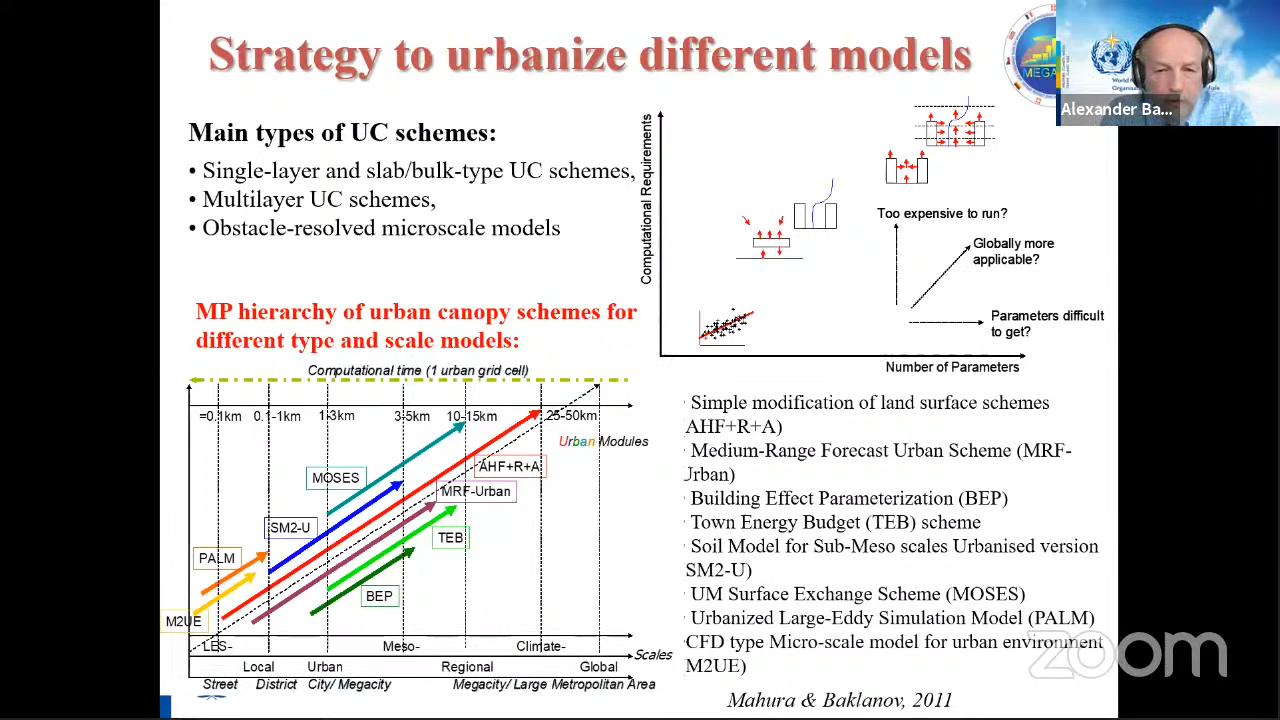 Strategy to urbanize different models
MEGA
Alexander Ba...
Main types of UC schemes:
• Single-layer and slab/bulk-type UC schemes,
• Multilayer UC schemes,
• Obstacle-resolved microscale models
MP hierarchy of urban canopy schemes for
different type and scale models:
Computational Requirements
Too expensive to run?
Globally more
applicable?
Parameters difficult
to get?
Number of Parameters
Computational time (1 urban grid cell)
=0.1km 0.1-1km 1-3km 3-5km 10-15km 25-50km
Urban Modules
AHF+R+A
MOSES
MRF-Urban
SM2-U
TEB
PALM
BEP
M2UE
LES- Meso- Climate-
Scales
Local Urban Regional Global
Street District City/ Megacity Megacity/ Large Metropolitan Area
Simple modification of land surface schemes
AHF+R+A)
Medium-Range Forecast Urban Scheme (MRF-
Urban)
Building Effect Parameterization (BEP)
Town Energy Budget (TEB) scheme
Soil Model for Sub-Meso scales Urbanised version
SM2-U)
UM Surface Exchange Scheme (MOSES)
Urbanized Large-Eddy Simulation Model (PALM)
CFD type Micro-scale model for urban environment
M2UE)
zoom
Mahura & Baklanov, 2011